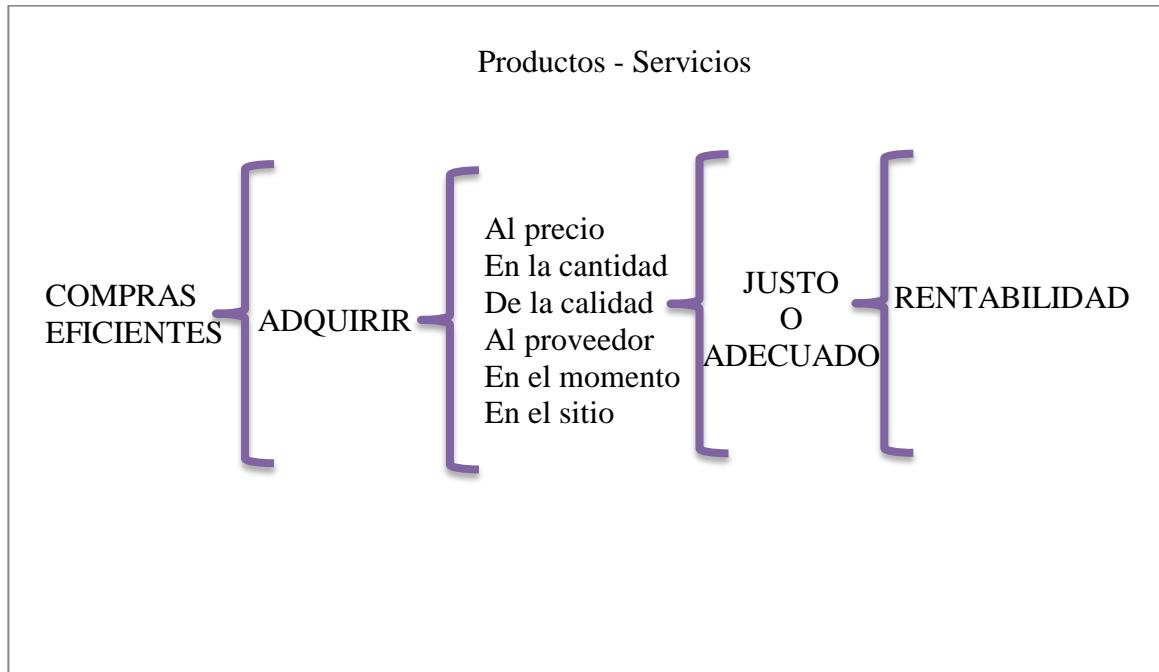 Productos - Servicios
COMPRAS
EFICIENTES
ADQUIRIR
Al precio
En la cantidad
De la calidad
Al proveedor
En el momento
En el sitio
JUSTO
O
ADECUADO
RENTABILIDAD